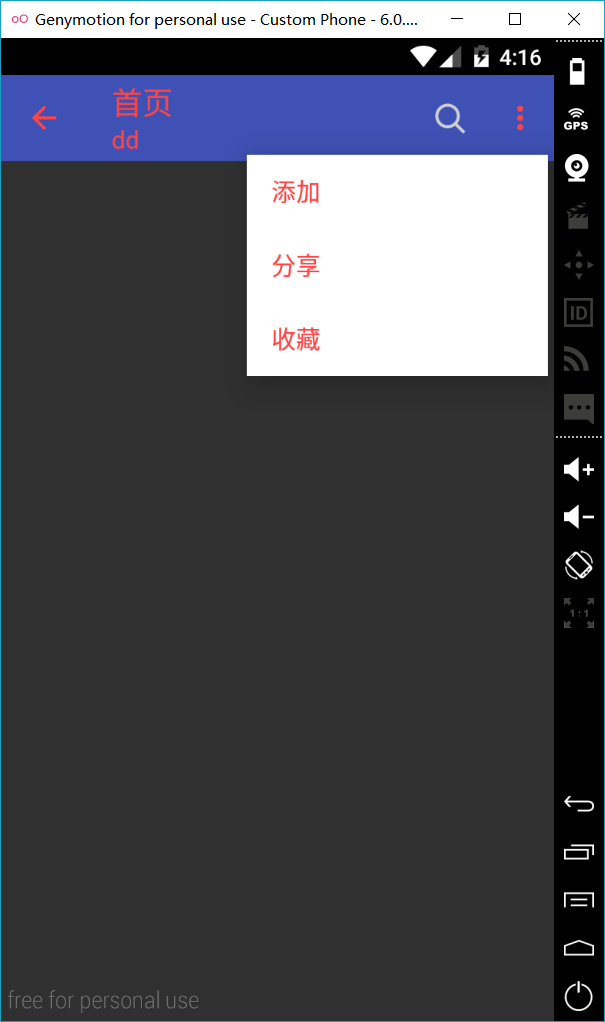 Genymotion for personal use - Custom Phone - 6.0....
4:16
首页
dd
GPS
添加
分享
收藏
ID
1:1
free for personal use